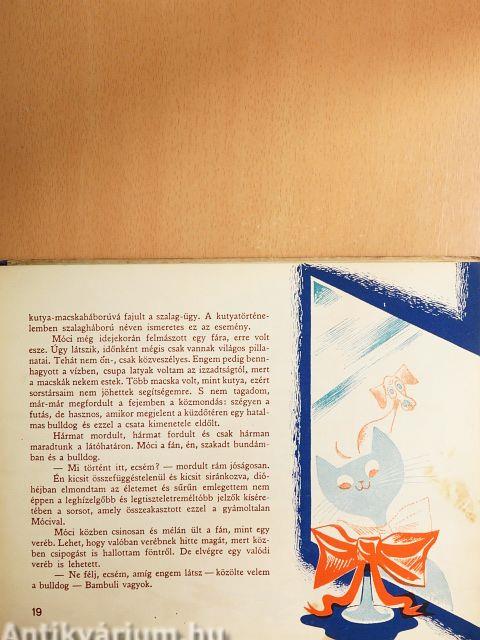 kutya-macskaháborúvá fajult a szalag-ügy. A kutyatörténe-
lemben szalagháború néven ismeretes ez az esemény.
Móci még idejekorán felmászott egy fára, erre volt
esze. Úgy látszik, időnként mégis csak vannak világos pilla-
natai. Tehát nem ön-, csak közveszélyes. Engem pedig benn-
hagyott a vízben, csupa latyak voltam az izzadtságtól, mert
a macskák nekem estek. Több macska volt, mint kutya, ezért
sorstársaim nem jöhettek segítségemre. S nem tagadom,
már-már megfordult a fejemben a közmondás: szégyen a
futás, de hasznos, amikor megjelent a küzdőtéren egy hatal-
mas bulldog és ezzel a csata kimenetele eldőlt.
Hármat mordult, hármat fordult és csak hárman
maradtunk a látóhatáron. Móci a fán, én, szakadt bundám-
ban és a bulldog.
— Mi történt itt, ecsém? — mordult rám jóságosan.
Én kicsit összefüggéstelenül és kicsit siránkozva, dió-
héjban elmondtam az életemet és sűrűn emlegettem nem
éppen a leghízelgőbb és legtiszteletreméltóbb jelzők kísére-
tében a sorsot, amely összeakasztott ezzel a gyámoltalan
Mócival.
Móci közben csinosan és mélán ült a fán, mint egy
veréb. Lehet, hogy valóban verébnek hitte magát, mert köz-
ben csipogást is hallottam föntről. De elvégre egy valódi
veréb is lehetett.
— Ne félj, ecsém, amíg engem látsz — közölte velem
a bulldog — Bambuli vagyok.
19
Antikvárium.hu